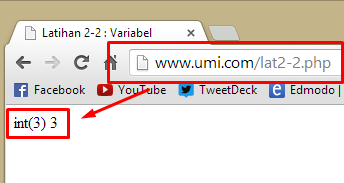 Latihan 2-2 : Variabel
www.umi.com/lat2-2.php
Facebook YouTube TweetDeck Edmodo |
int(3) 3